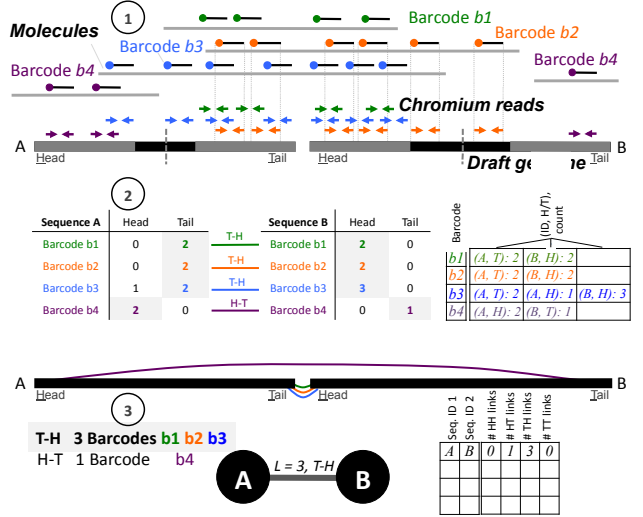 1
Molecules
Barcode b1
Barcode b2
Barcode b3
Barcode b4
Barcode b4
Chromium reads
A
B
Head
Tail
Head
Tail
2
Sequence A Head Tail
Barcode b1 0 2
Barcode b2 0 2
Barcode b3 1 2
Barcode b4 2 0
T-H
T-H
T-H
H-T
Sequence B Head Tail
Barcode b1 2 0
Barcode b2 2 0
Barcode b3 3 0
Barcode b4 0 1
Barcode
(ID, H/T),
count
b1 (A, T): 2 (B, H): 2
b2 (A, T): 2 (B, H): 2
b3 (A, T): 2 (A, H): 1 (B, H): 3
b4 (A, H): 2 (B, T): 1
A
B
Head
Tail
Head
Tail
3
T-H 3 Barcodes b1 b2 b3
H-T 1 Barcode b4
A
L = 3, T-H
B
Seq. ID 1
Seq. ID 2
# HH links
# HT links
# TH links
# TT links
A B 0 1 3 0